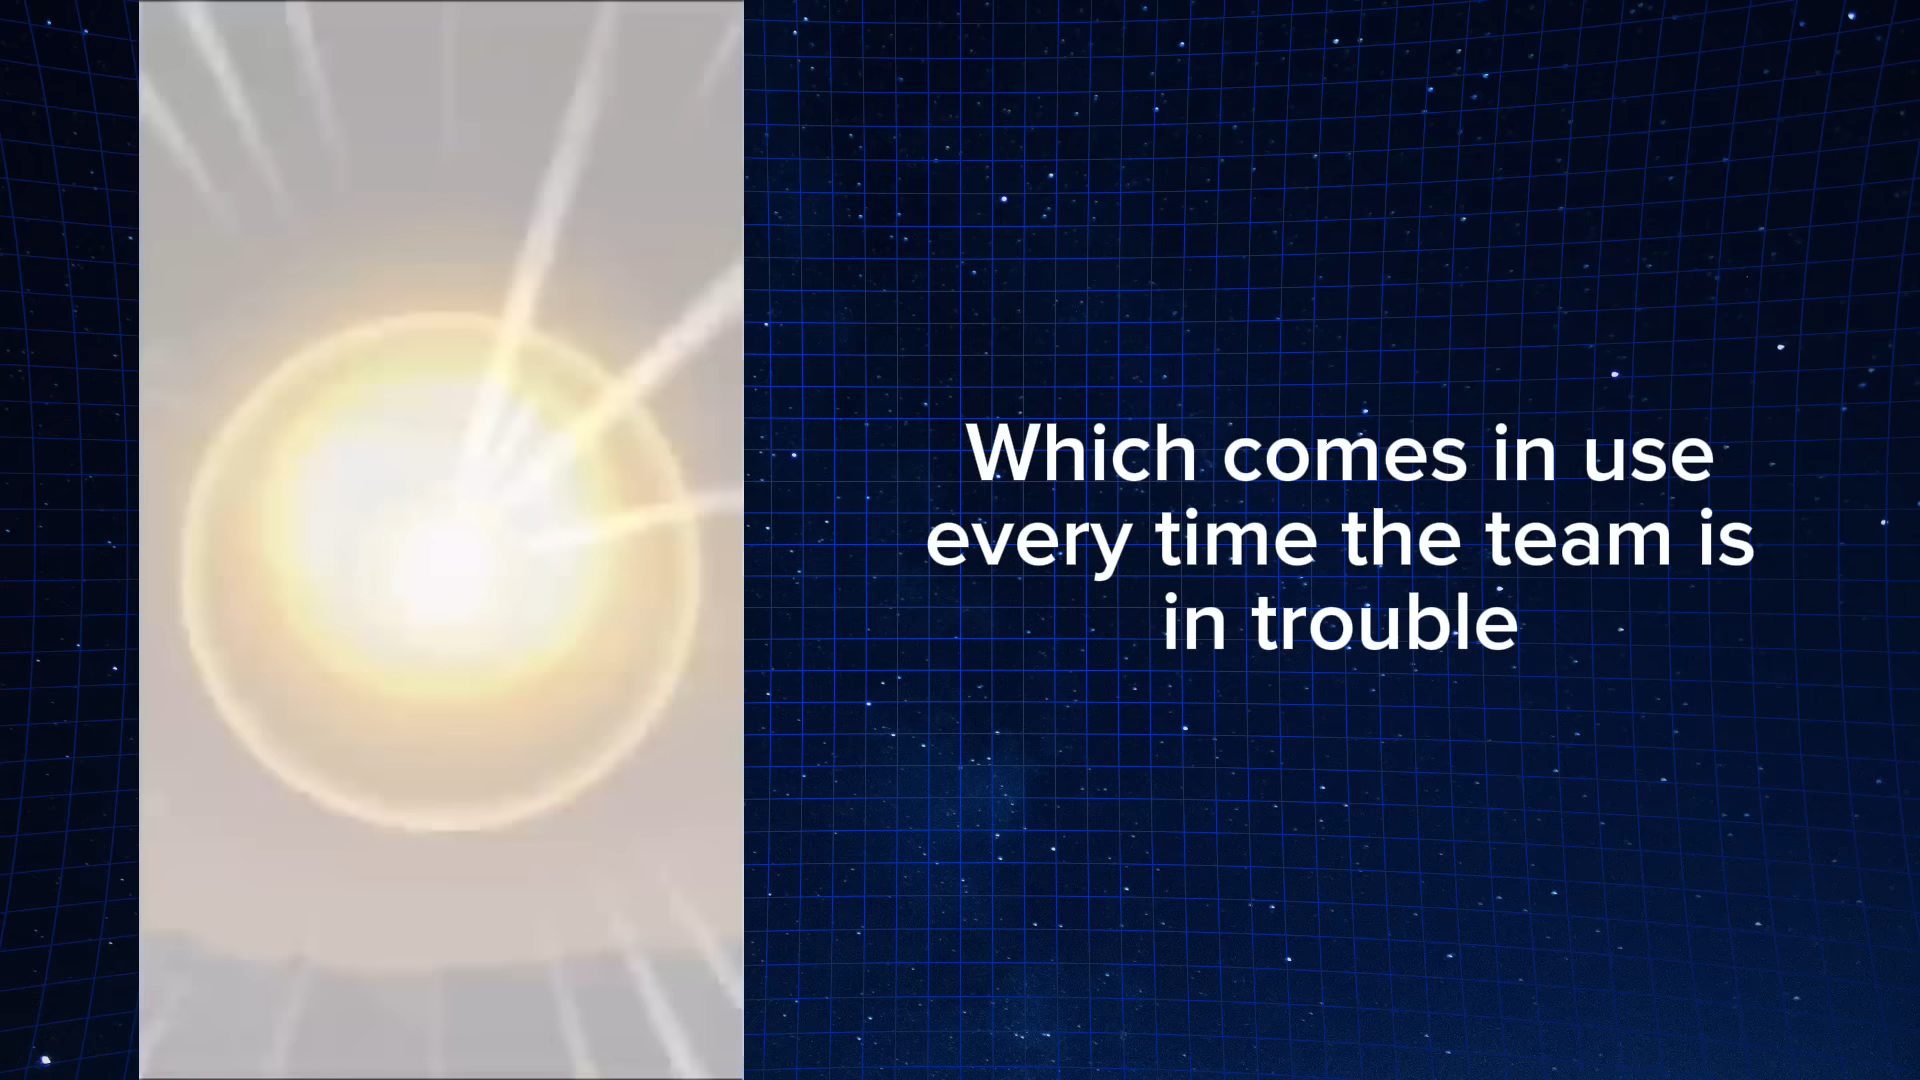 Which comes in use
every time the team is
in trouble